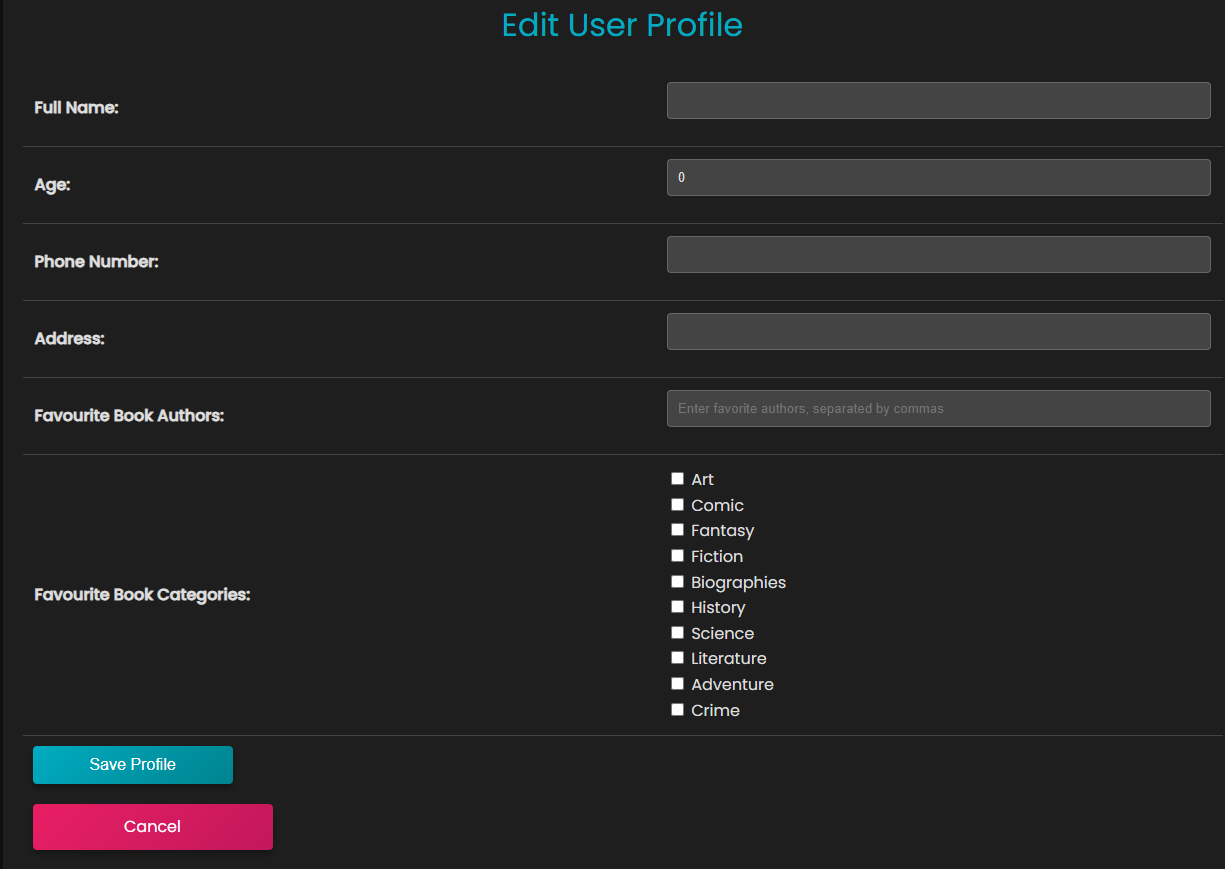 Edit User Profile
Full Name:
Age:
0
Phone Number:
Address:
Favourite Book Authors:
Enter favorite authors, separated by commas
Favourite Book Categories:
Art
Comic
Fantasy
Fiction
Biographies
History
Science
Literature
Adventure
Crime
Save Profile
Cancel